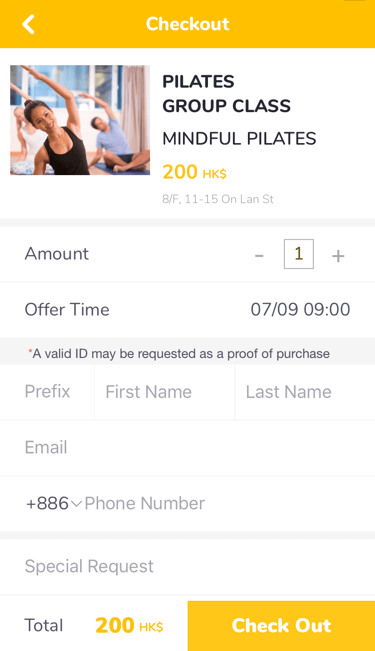 Checkout
PILATES
GROUP CLASS
MINDFUL PILATES
200 HK$
8/F, 11-15 On Lan St
Amount
- 1 +
Offer Time 07/09 09:00
*A valid ID may be requested as a proof of purchase
Prefix First Name Last Name
Email
+886 Phone Number
Special Request
Total 200 HK$ Check Out